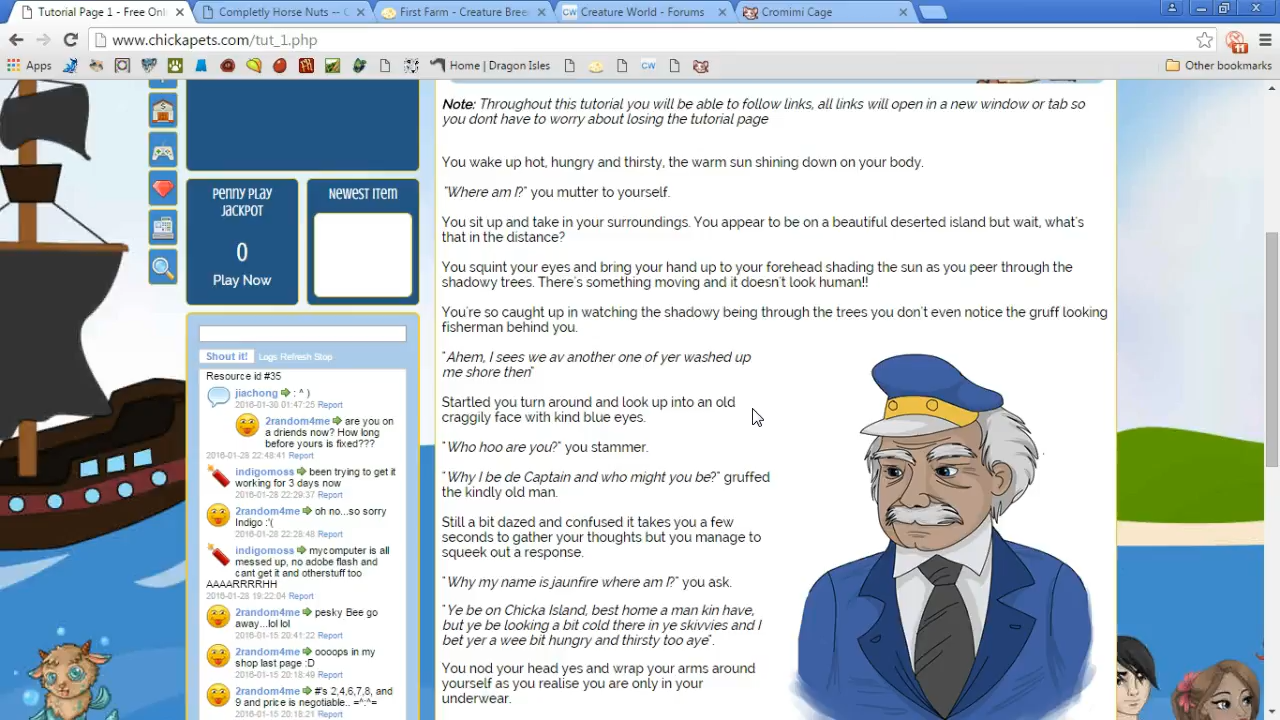 Tutorial Page 1 - Free Onli
Completly Horse Nuts --
First Farm - Creature Bree
Creature World - Forums
Cromimi Cage
www.chickapets.com/tut_1.php
11
Apps
Home | Dragon Isles
CW
Other bookmarks
Note: Throughout this tutorial you will be able to follow links, all links will open in a new window or tab so
you dont have to worry about losing the tutorial page
You wake up hot, hungry and thirsty, the warm sun shining down on your body.
"Where am I?" you mutter to yourself.
You sit up and take in your surroundings. You appear to be on a beautiful deserted island but wait, what's
that in the distance?
You squint your eyes and bring your hand up to your forehead shading the sun as you peer through the
shadowy trees. There's something moving and it doesn't look human!!
You're so caught up in watching the shadowy being through the trees you don't even notice the gruff looking
fisherman behind you.
"Ahem, I sees we av another one of yer washed up
me shore then"
Startled you turn around and look up into an old
craggily face with kind blue eyes.
"Who hoo are you?" you stammer.
"Why I be de Captain and who might you be?" gruffed
the kindly old man.
Still a bit dazed and confused it takes you a few
seconds to gather your thoughts but you manage to
squeek out a response.
"Why my name is jaunfire where am I?" you ask.
"Ye be on Chicka Island, best home a man kin have,
but ye be looking a bit cold there in ye skivvies and I
bet yer a wee bit hungry and thirsty too aye".
You nod your head yes and wrap your arms around
yourself as you realise you are only in your
underwear.
Penny Play
Jackpot
0
Play Now
Newest Item
Shout it! Logs Refresh Stop
Resource id #35
jiachong : ^ )
2016-01-30 01:47:25 Report
2random4me are you on
a driends now? How long
before yours is fixed???
2016-01-28 22:48:41 Report
indigomoss been trying to get it
working for 3 days now
2016-01-28 22:29:37 Report
2random4me oh no...so sorry
Indigo :'(
2016-01-28 22:28:48 Report
indigomoss mycomputer is all
messed up, no adobe flash and
cant get it and otherstuff too
AAAARRRRHH
2016-01-28 19:22:04 Report
2random4me pesky Bee go
away...lol lol
2016-01-15 20:41:22 Report
2random4me oooops in my
shop last page :D
2016-01-15 20:18:49 Report
2random4me #'s 2,4,6,7,8, and
9 and price is negotiable.. =^:^=
2016-01-15 20:18:21 Report